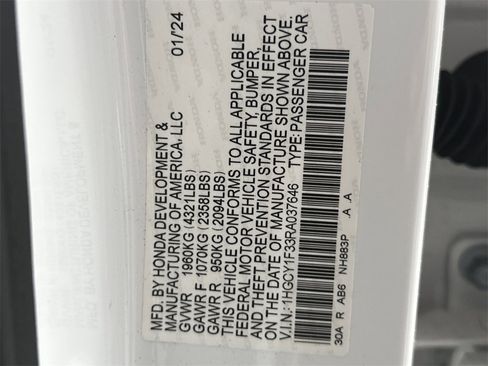 MFD. BY HONDA DEVELOPMENT & 01/24
MANUFACTURING OF AMERICA, LLC
GVWR 1960KG (4321LBS)
GAWR F 1070KG (2358LBS)
GAWR R 950KG (2094LBS)
THIS VEHICLE CONFORMS TO ALL APPLICABLE
FEDERAL MOTOR VEHICLE SAFETY, BUMPER,
AND THEFT PREVENTION STANDARDS IN EFFECT
ON THE DATE OF MANUFACTURE SHOWN ABOVE.
V.I.N.: 1HGCY1F33RA037646 TYPE: PASSENGER CAR
30A R AB6 NH883P A A